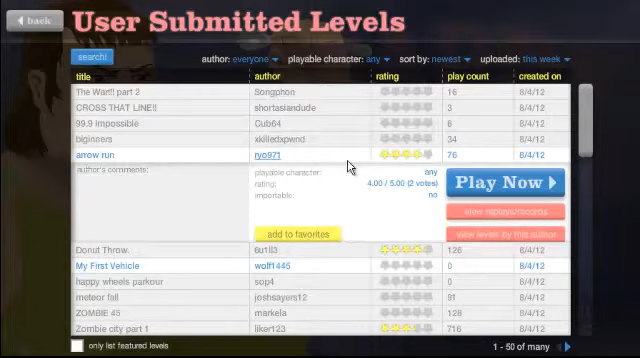 back
User Submitted Levels
search!
author: everyone playable character: any sort by: newest uploaded: this week
title author rating play count created on
The War!!! part 2 Songphon 16 8/4/12
CROSS THAT LINE!! shortasiandude 3 8/4/12
99.9 Impossible Cub64 8 8/4/12
biginners xkilledxpwnd 34 8/4/12
arrow run ryo971 76 8/4/12
author's comments: playable character: any
rating: 4.00 / 5.00 (2 votes)
importable: no
Play Now
view replays/records
add to favorites view levels by this author
Donut Throw. 6u1ll3 126 8/4/12
My First Vehicle wolff1445 0 8/4/12
happy wheels parkour sop4 0 8/4/12
meteor fall joshsayers12 91 8/4/12
ZOMBIE 45 markela 128 8/4/12
Zombie city part 1 liker123 716 8/4/12
only list featured levels 1 - 50 of many